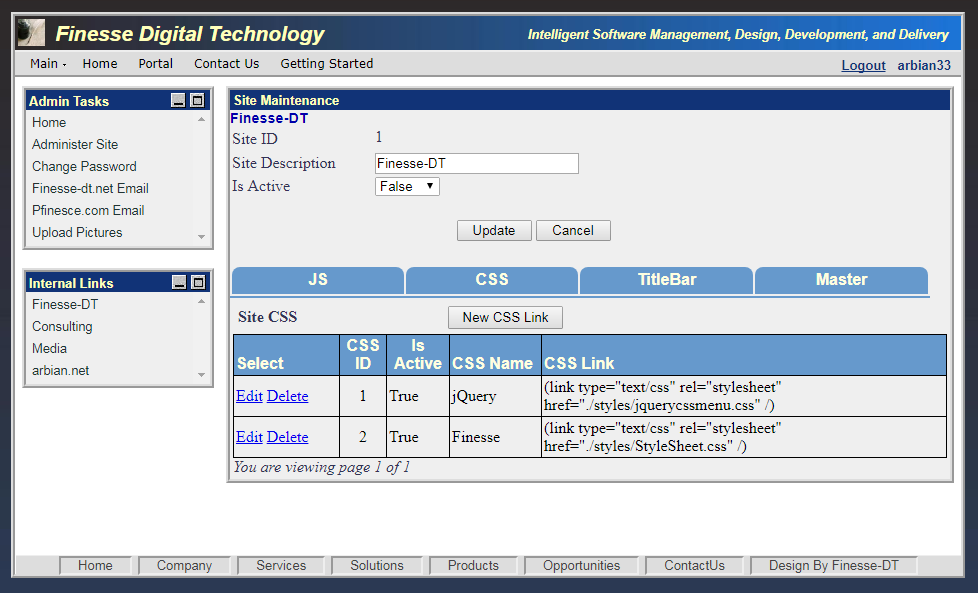 Finesse Digital Technology
Intelligent Software Management, Design, Development, and Delivery
Main Home Portal Contact Us Getting Started
Logout arbian33
Admin Tasks
Home
Administer Site
Change Password
Finesse-dt.net Email
Pfinesce.com Email
Upload Pictures
Internal Links
Finesse-DT
Consulting
Media
arbian.net
Site Maintenance
Finesse-DT
Site ID 1
Site Description Finesse-DT
Is Active False
Update Cancel
JS CSS TitleBar Master
Site CSS New CSS Link
Select CSS ID Is Active CSS Name CSS Link
Edit Delete 1 True jQuery (link type="text/css" rel="stylesheet"
href="./styles/jquerycssmenu.css" /)
Edit Delete 2 True Finesse (link type="text/css" rel="stylesheet"
href="./styles/StyleSheet.css" /)
You are viewing page 1 of 1
Home Company Services Solutions Products Opportunities ContactUs Design By Finesse-DT